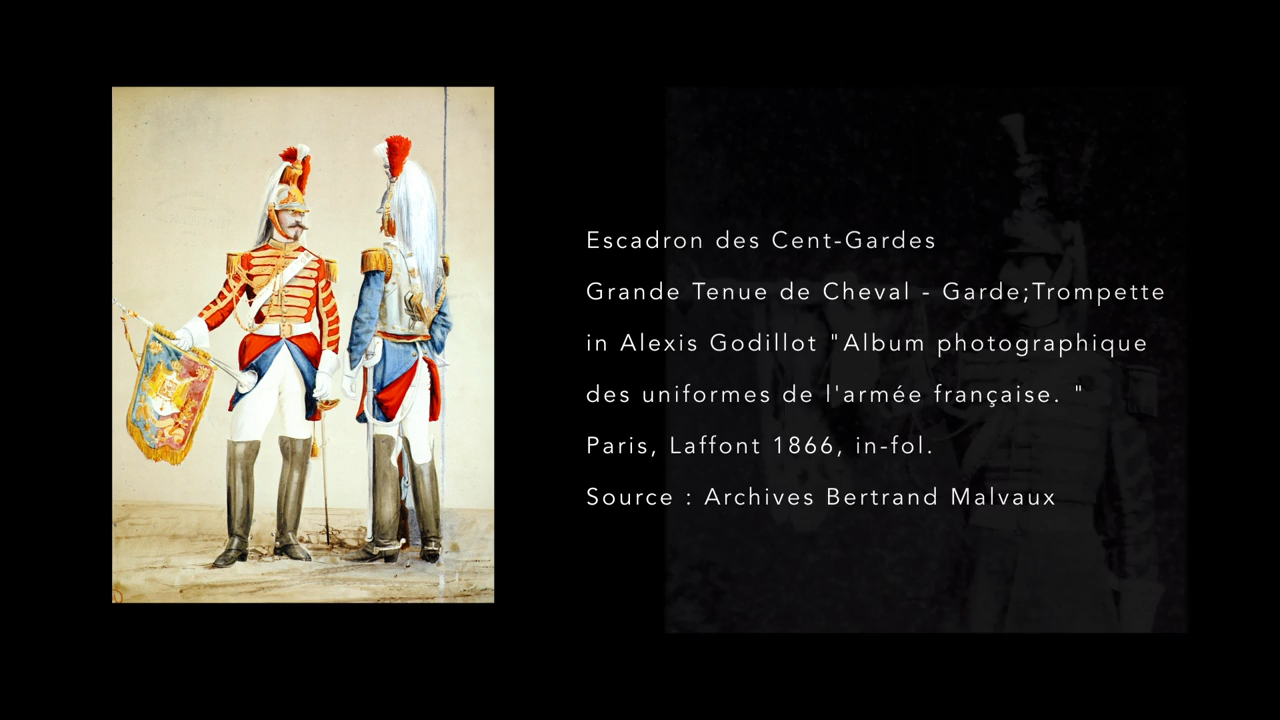 Escadron des Cent-Gardes
Grande Tenue de Cheval - Garde;Trompette
in Alexis Godillot "Album photographique
des uniformes de l'armée française. "
Paris, Laffont 1866, in-fol.
Source : Archives Bertrand Malvaux